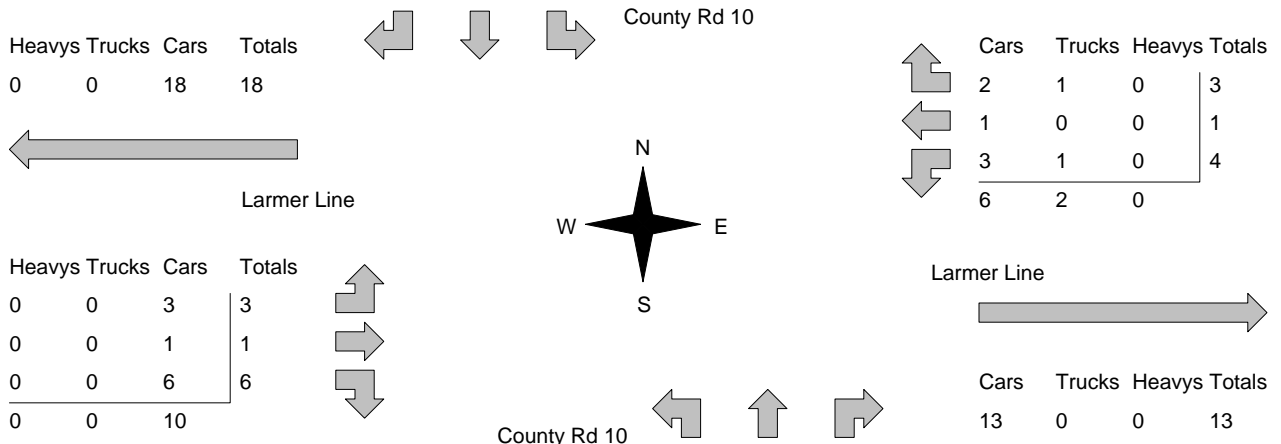 County Rd 10
Heavys Trucks Cars Totals
0 0 18 18
Cars Trucks Heavys Totals
2 1 0 3
1 0 0 1
3 1 0 4
6 2 0
N
W E
S
Larmer Line
Heavys Trucks Cars Totals
0 0 3 3
0 0 1 1
0 0 6 6
0 0 10
Larmer Line
Cars Trucks Heavys Totals
13 0 0 13
County Rd 10